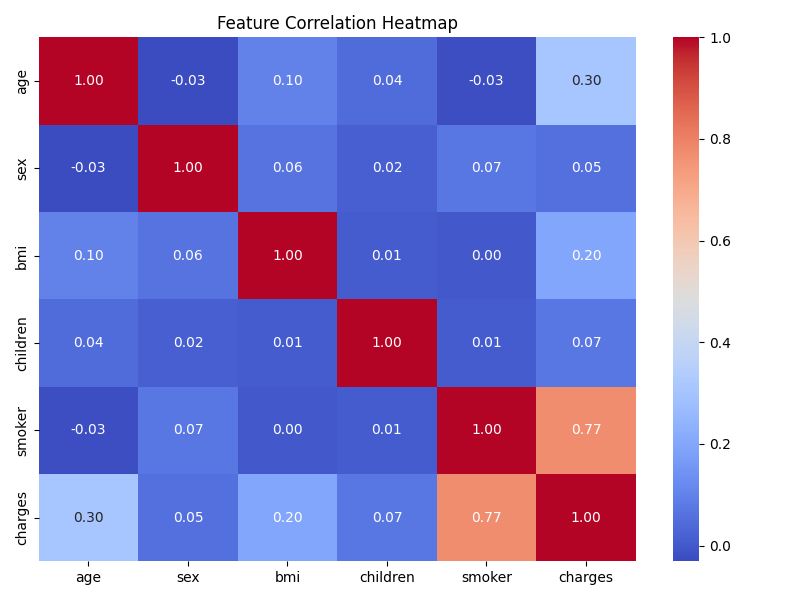 Feature Correlation Heatmap
age 1.00 -0.03 0.10 0.04 -0.03 0.30
sex -0.03 1.00 0.06 0.02 0.07 0.05
bmi 0.10 0.06 1.00 0.01 0.00 0.20
children 0.04 0.02 0.01 1.00 0.01 0.07
smoker -0.03 0.07 0.00 0.01 1.00 0.77
charges 0.30 0.05 0.20 0.07 0.77 1.00
age sex bmi children smoker charges
1.0
0.8
0.6
0.4
0.2
0.0